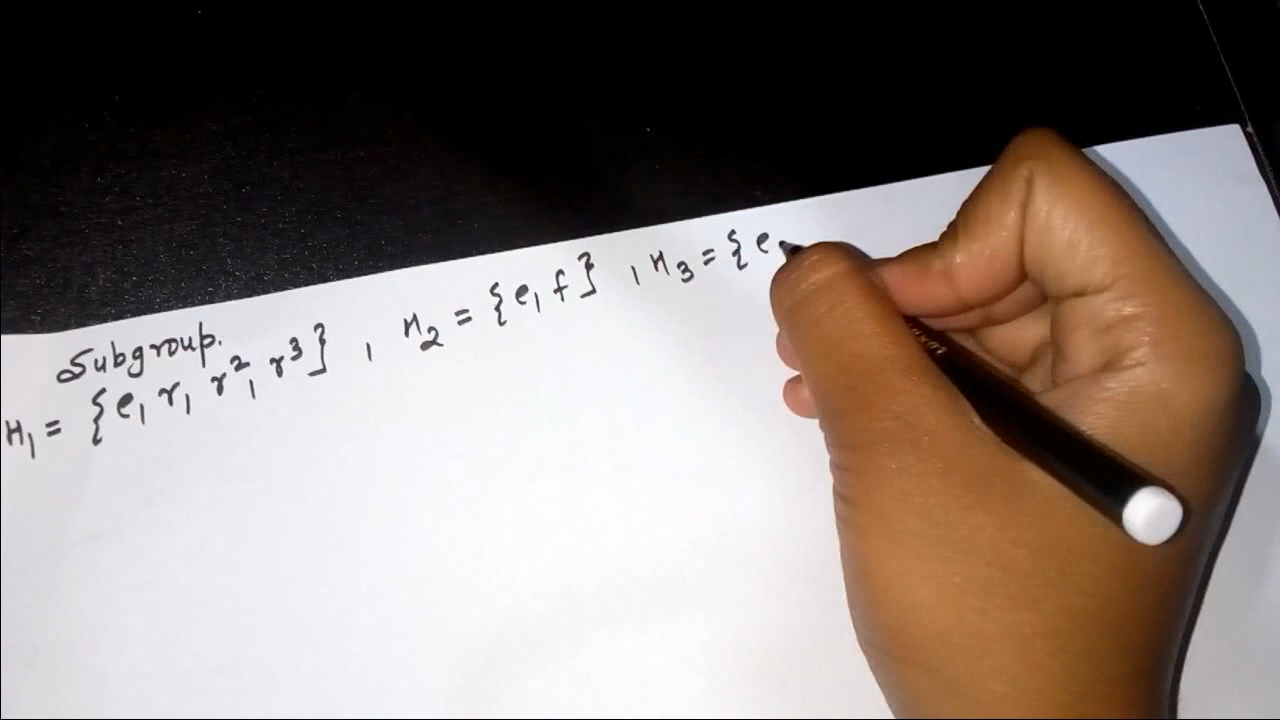 Subgroup.
H₁ = {e, r, r², r³} , H₂ = {e, f} , H₃ = {e